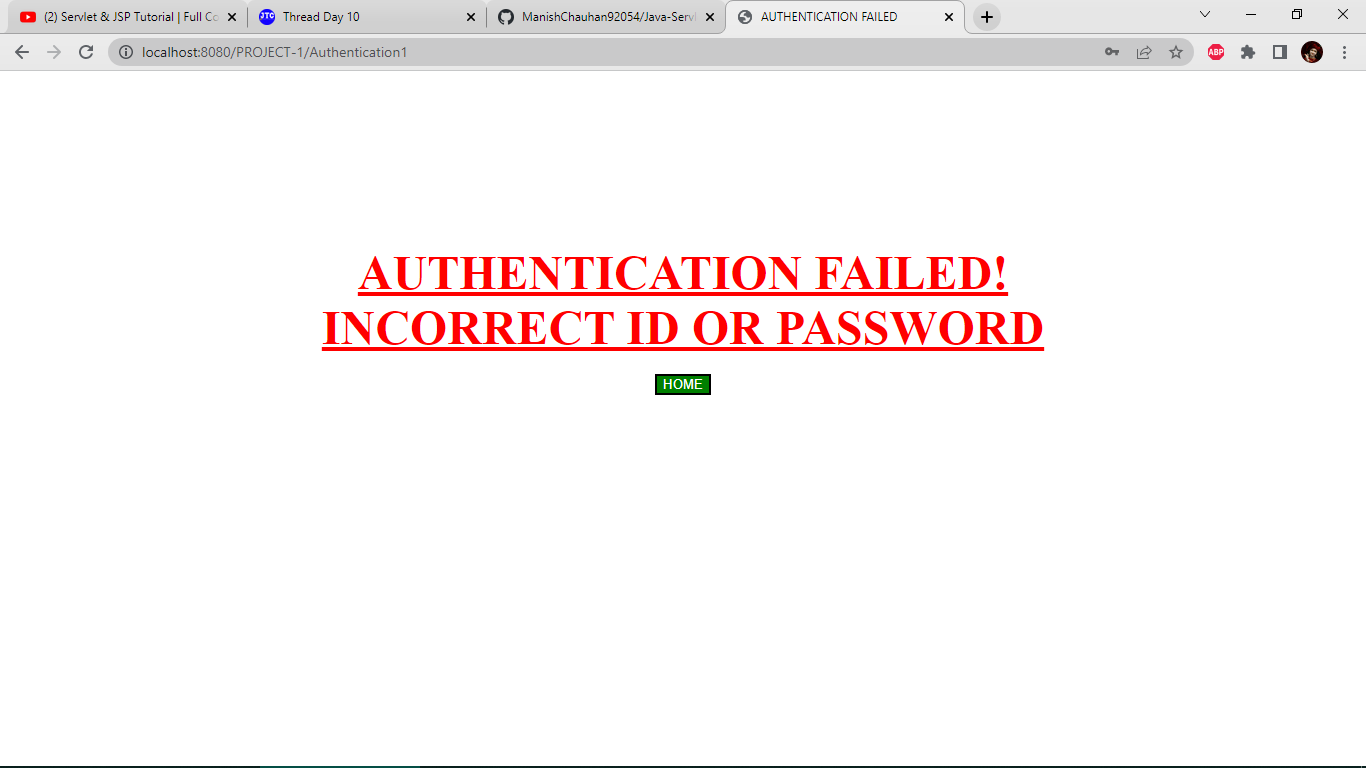 (2) Servlet & JSP Tutorial | Full Co
JTC Thread Day 10
ManishChauhan92054/Java-Servl
AUTHENTICATION FAILED
localhost:8080/PROJECT-1/Authentication1
ABP
AUTHENTICATION FAILED!
INCORRECT ID OR PASSWORD
HOME